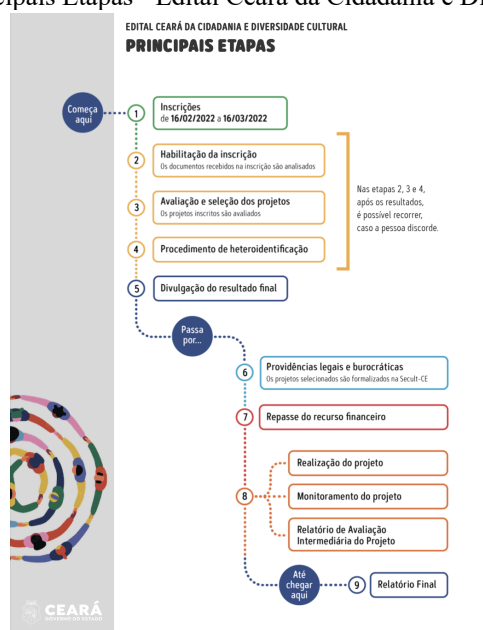 Etapas
Edital Ceará da Cidadania e
EDITAL CEARÁ DA CIDADANIA E DIVERSIDADE CULTURAL
PRINCIPAIS ETAPAS
Começa
aqui
1
Inscrições
de 16/02/2022 a 16/03/2022
2
Habilitação da inscrição
Os documentos recebidos na inscrição são analisados
3
Avaliação e seleção dos projetos
Os projetos inscritos são avaliados
4
Procedimento de heteroidentificação
Nas etapas 2, 3 e 4,
após os resultados,
é possível recorrer,
caso a pessoa discorde.
5
Divulgação do resultado final
Passa
por...
6
Providências legais e burocráticas
Os projetos selecionados são formalizados na Secult-CE
7
Repasse do recurso financeiro
8
Realização do projeto
Monitoramento do projeto
Relatório de Avaliação
Intermediária do Projeto
Até
chegar
aqui
9
Relatório Final
CEARÁ
GOVERNO DO ESTADO